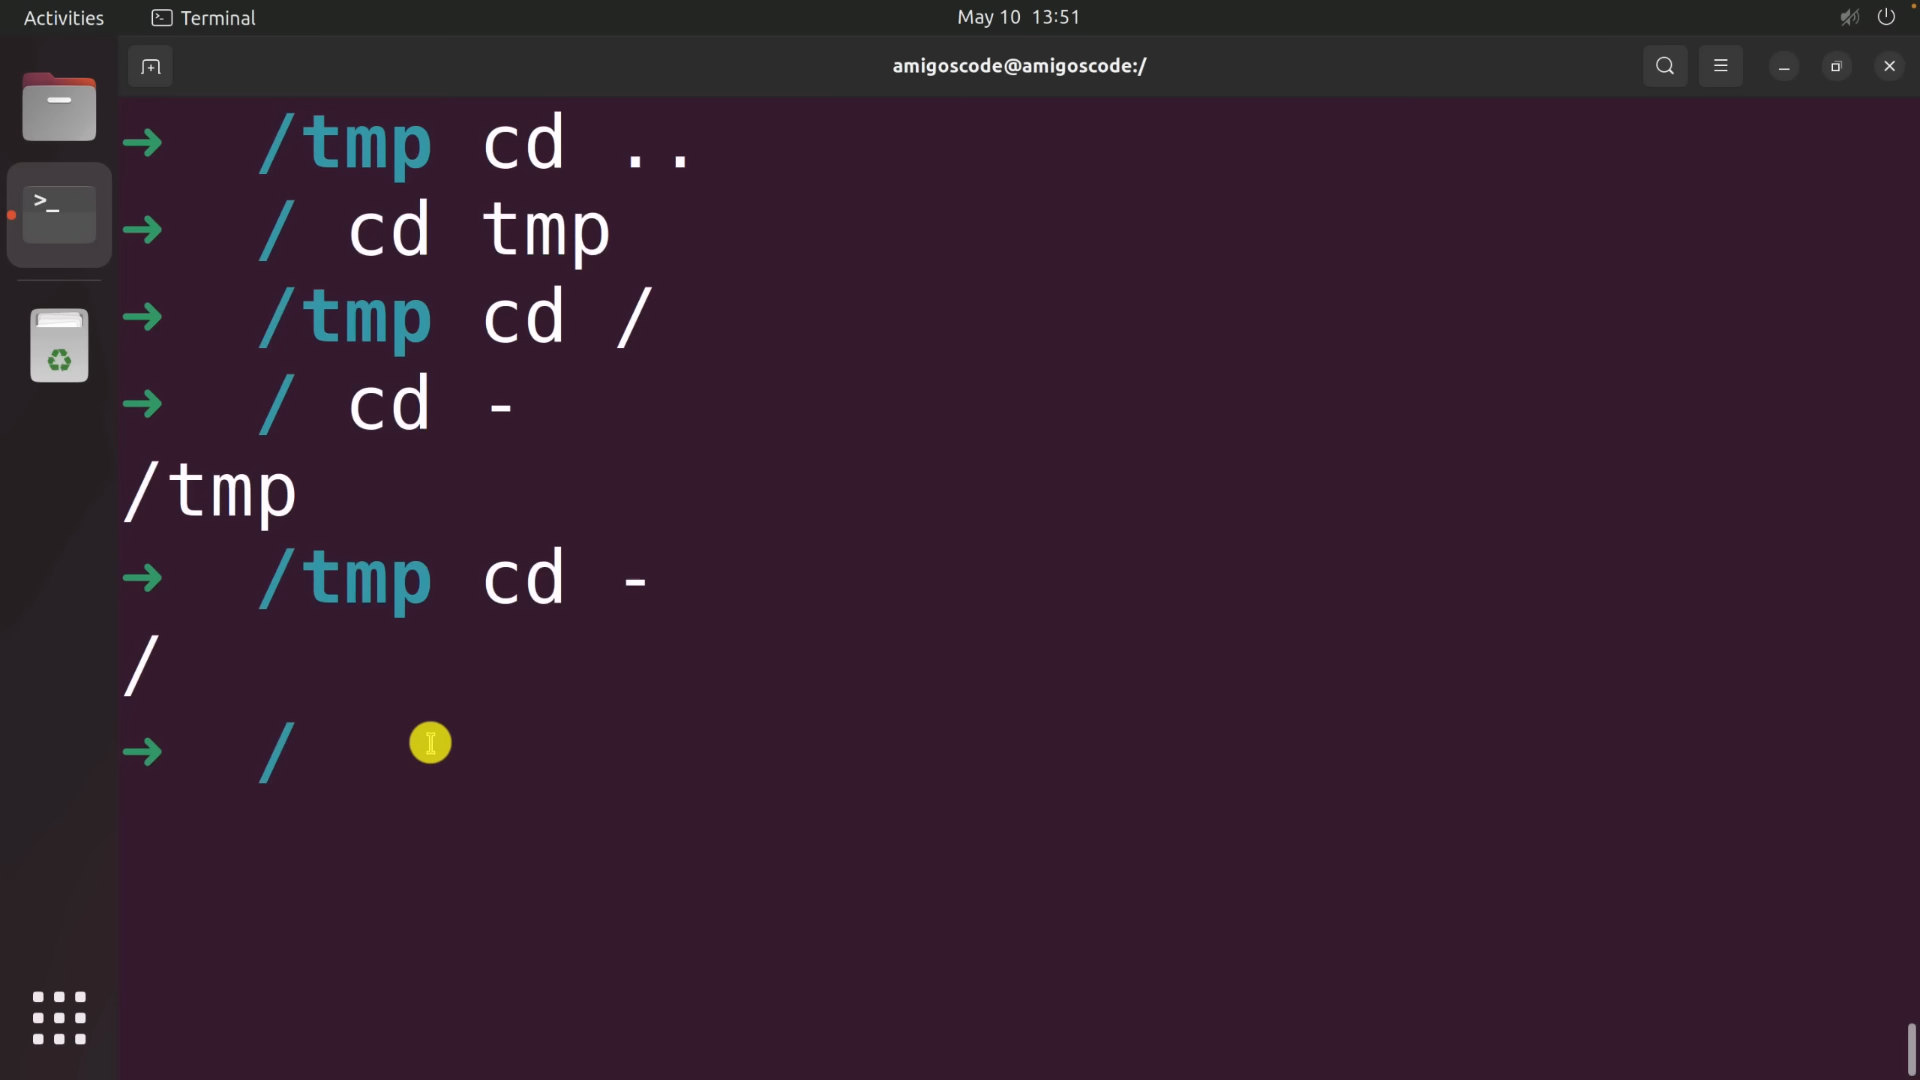 Activities Terminal May 10 13:51
amigoscode@amigoscode:/
➜ /tmp cd ..
➜ / cd tmp
➜ /tmp cd /
➜ / cd -
/tmp
➜ /tmp cd -
/
➜ /